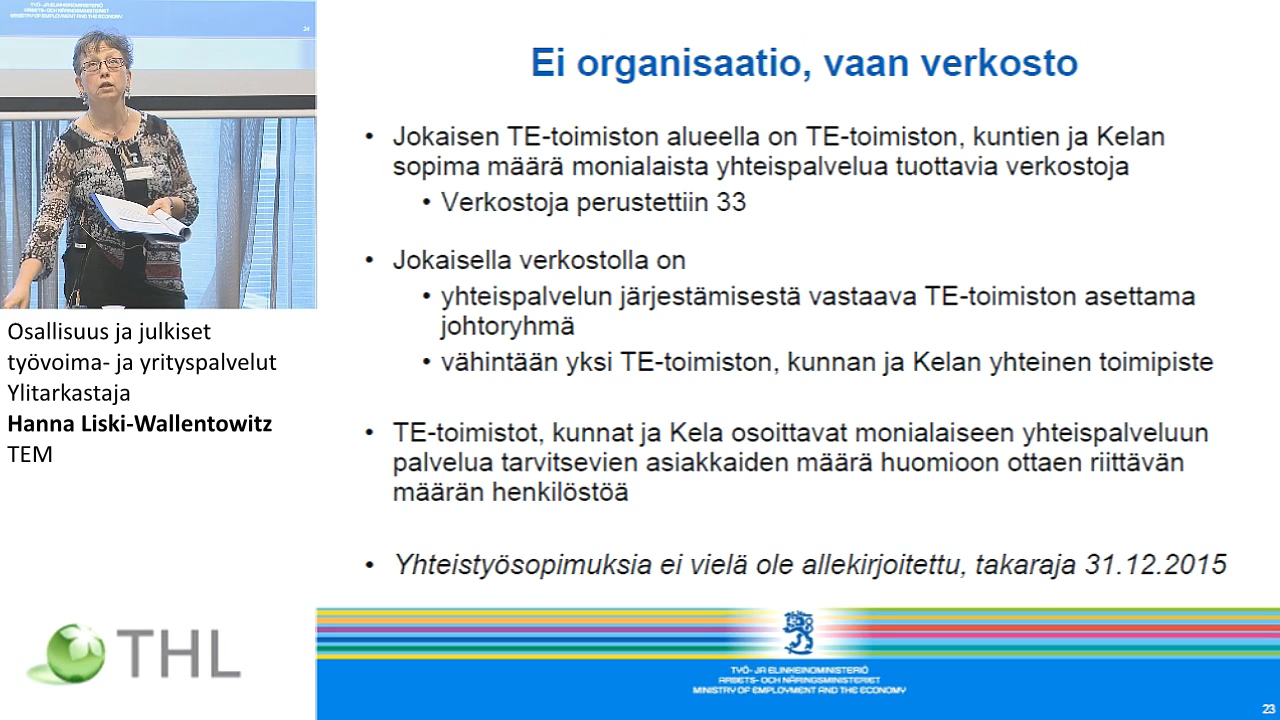 TYÖ- JA ELINKEINOMINISTERIÖ
ARBETS- OCH NÄRINGSMINISTERIET
MINISTRY OF EMPLOYMENT AND THE ECONOMY
24
Osallisuus ja julkiset
työvoima- ja yrityspalvelut
Ylitarkastaja
Hanna Liski-Wallentowitz
TEM
THL
Ei organisaatio, vaan verkosto
• Jokaisen TE-toimiston alueella on TE-toimiston, kuntien ja Kelan
sopima määrä monialaista yhteispalvelua tuottavia verkostoja
• Verkostoja perustettiin 33
• Jokaisella verkostolla on
• yhteispalvelun järjestämisestä vastaava TE-toimiston asettama
johtoryhmä
• vähintään yksi TE-toimiston, kunnan ja Kelan yhteinen toimipiste
• TE-toimistot, kunnat ja Kela osoittavat monialaiseen yhteispalveluun
palvelua tarvitsevien asiakkaiden määrä huomioon ottaen riittävän
määrän henkilöstöä
• Yhteistyösopimuksia ei vielä ole allekirjoitettu, takaraja 31.12.2015
TYÖ- JA ELINKEINOMINISTERIÖ
ARBETS- OCH NÄRINGSMINISTERIET
MINISTRY OF EMPLOYMENT AND THE ECONOMY
23